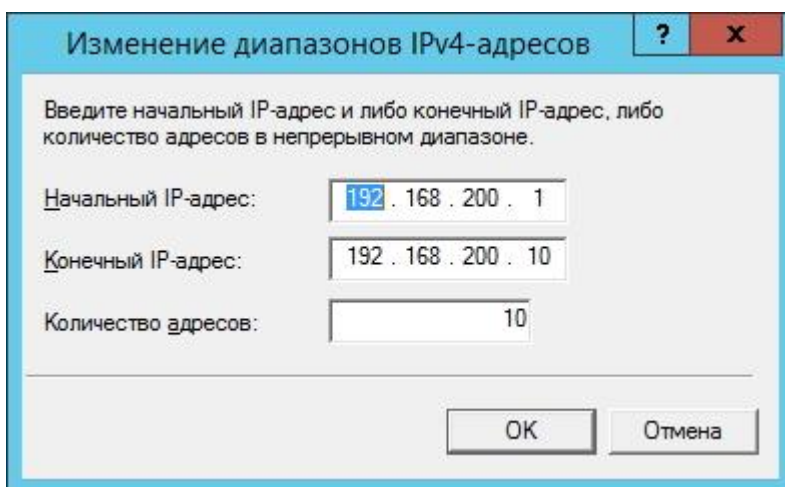 Изменение диапазонов IPv4-адресов ? x
Введите начальный IP-адрес и либо конечный IP-адрес, либо
количество адресов в непрерывном диапазоне.
Начальный IP-адрес: 192 . 168 . 200 . 1
Конечный IP-адрес: 192 . 168 . 200 . 10
Количество адресов: 10
OK Отмена